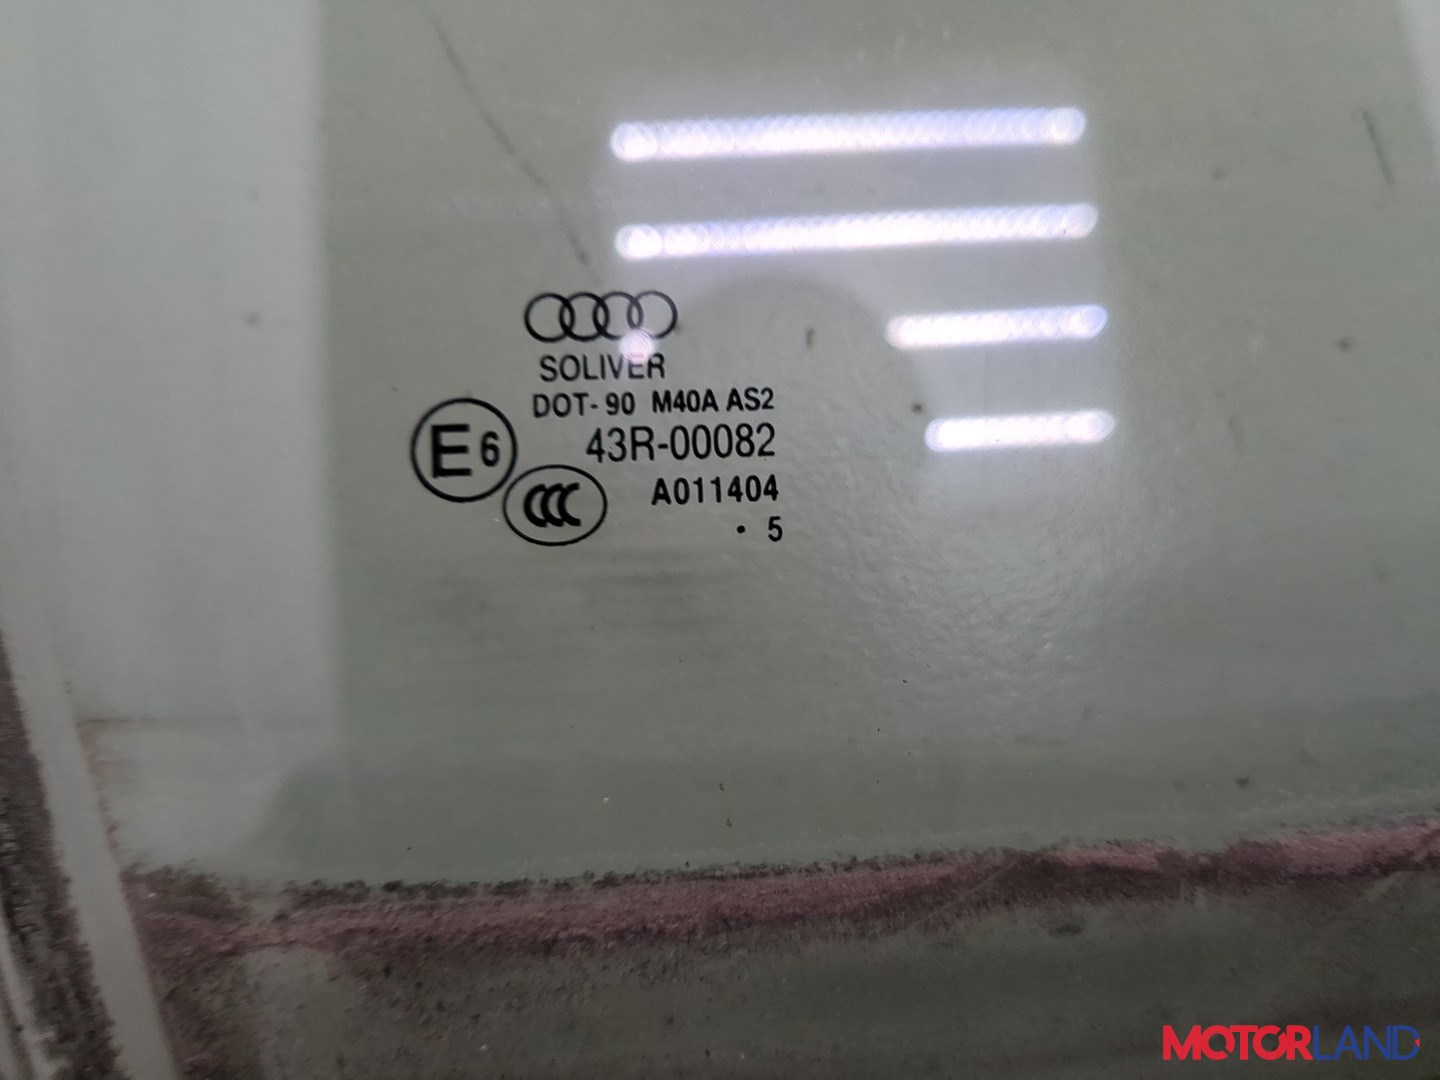 SOLIVER
DOT-90 M40A AS2
E6 43R-00082
CCC A011404
· 5
MOTORLAND